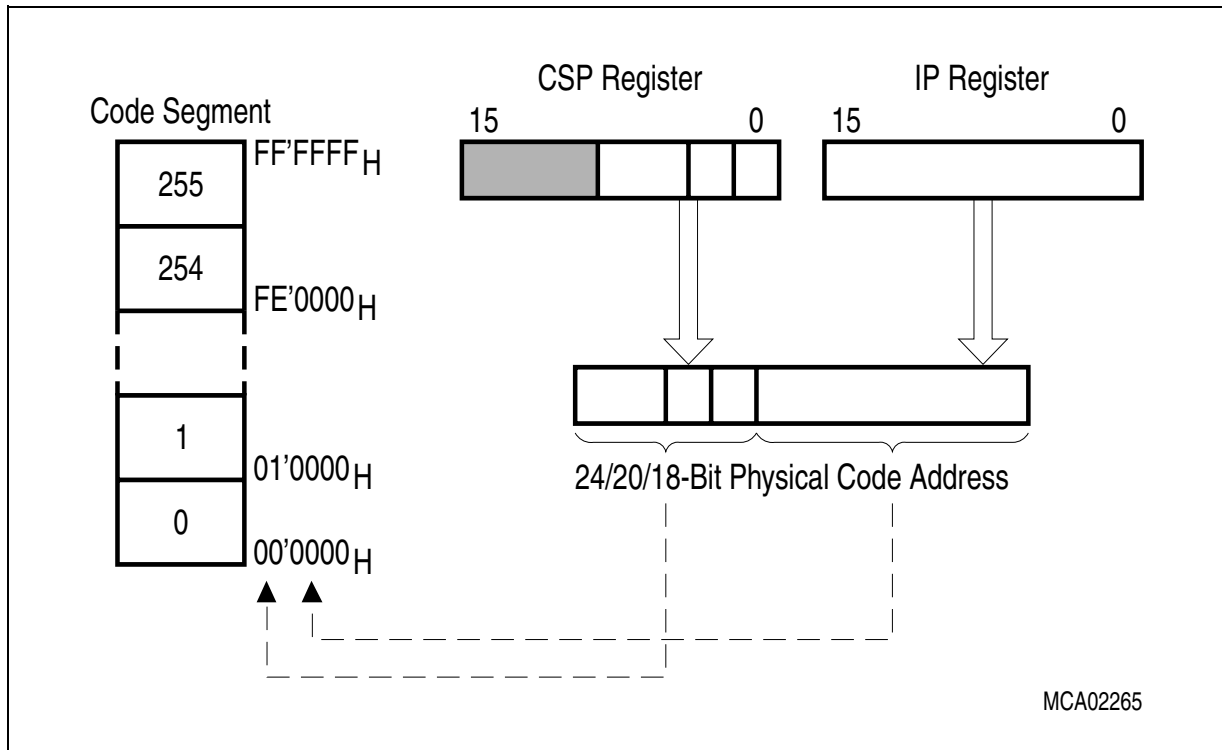 CSP Register
IP Register
15 0
15 0
Code Segment
FF'FFFFH
255
254
FE'0000H
1
01'0000H
0
00'0000H
24/20/18-Bit Physical Code Address
MCA02265